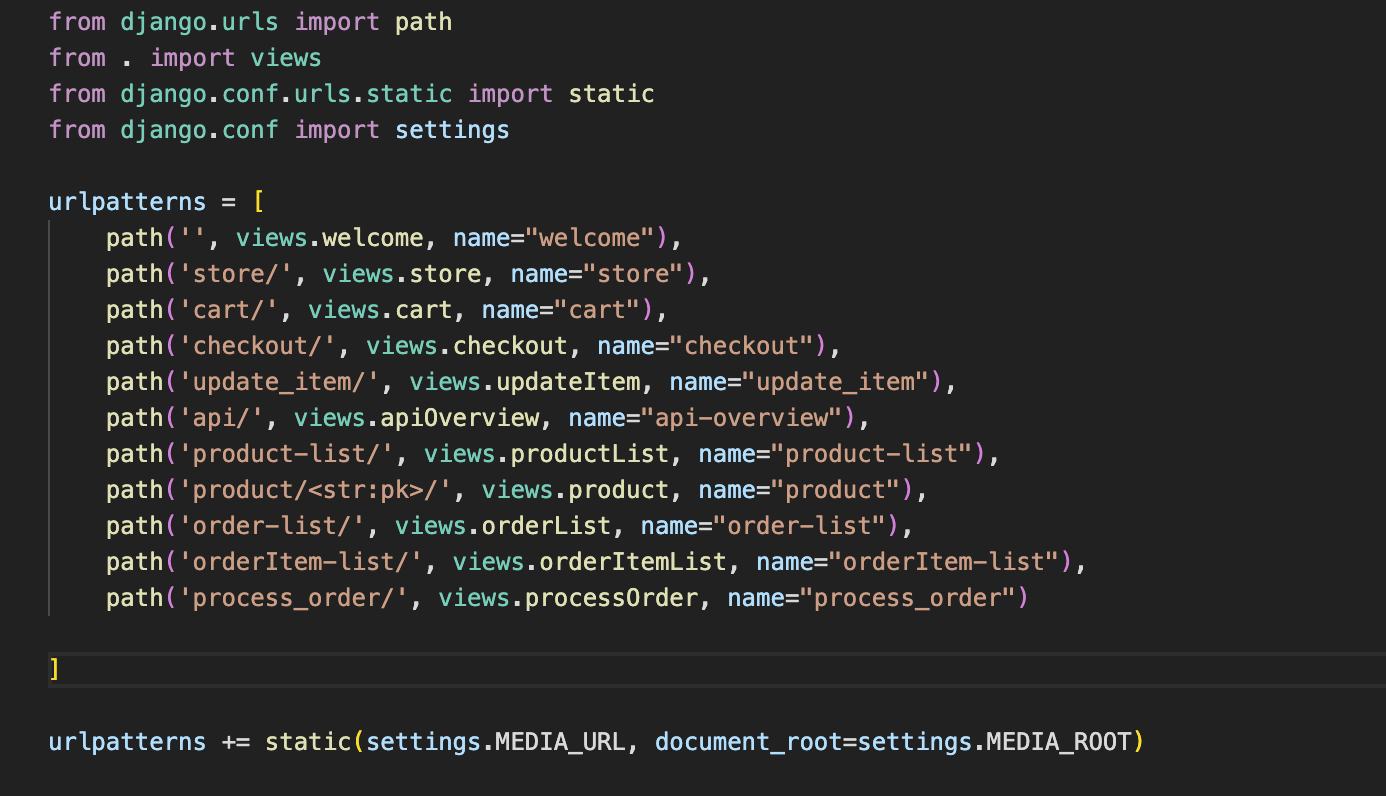 from django.urls import path
from . import views
from django.conf.urls.static import static
from django.conf import settings

urlpatterns = [
    path('', views.welcome, name="welcome"),
    path('store/', views.store, name="store"),
    path('cart/', views.cart, name="cart"),
    path('checkout/', views.checkout, name="checkout"),
    path('update_item/', views.updateItem, name="update_item"),
    path('api/', views.apiOverview, name="api-overview"),
    path('product-list/', views.productList, name="product-list"),
    path('product/<str:pk>/', views.product, name="product"),
    path('order-list/', views.orderList, name="order-list"),
    path('orderItem-list/', views.orderItemList, name="orderItem-list"),
    path('process_order/', views.processOrder, name="process_order")

]

urlpatterns += static(settings.MEDIA_URL, document_root=settings.MEDIA_ROOT)